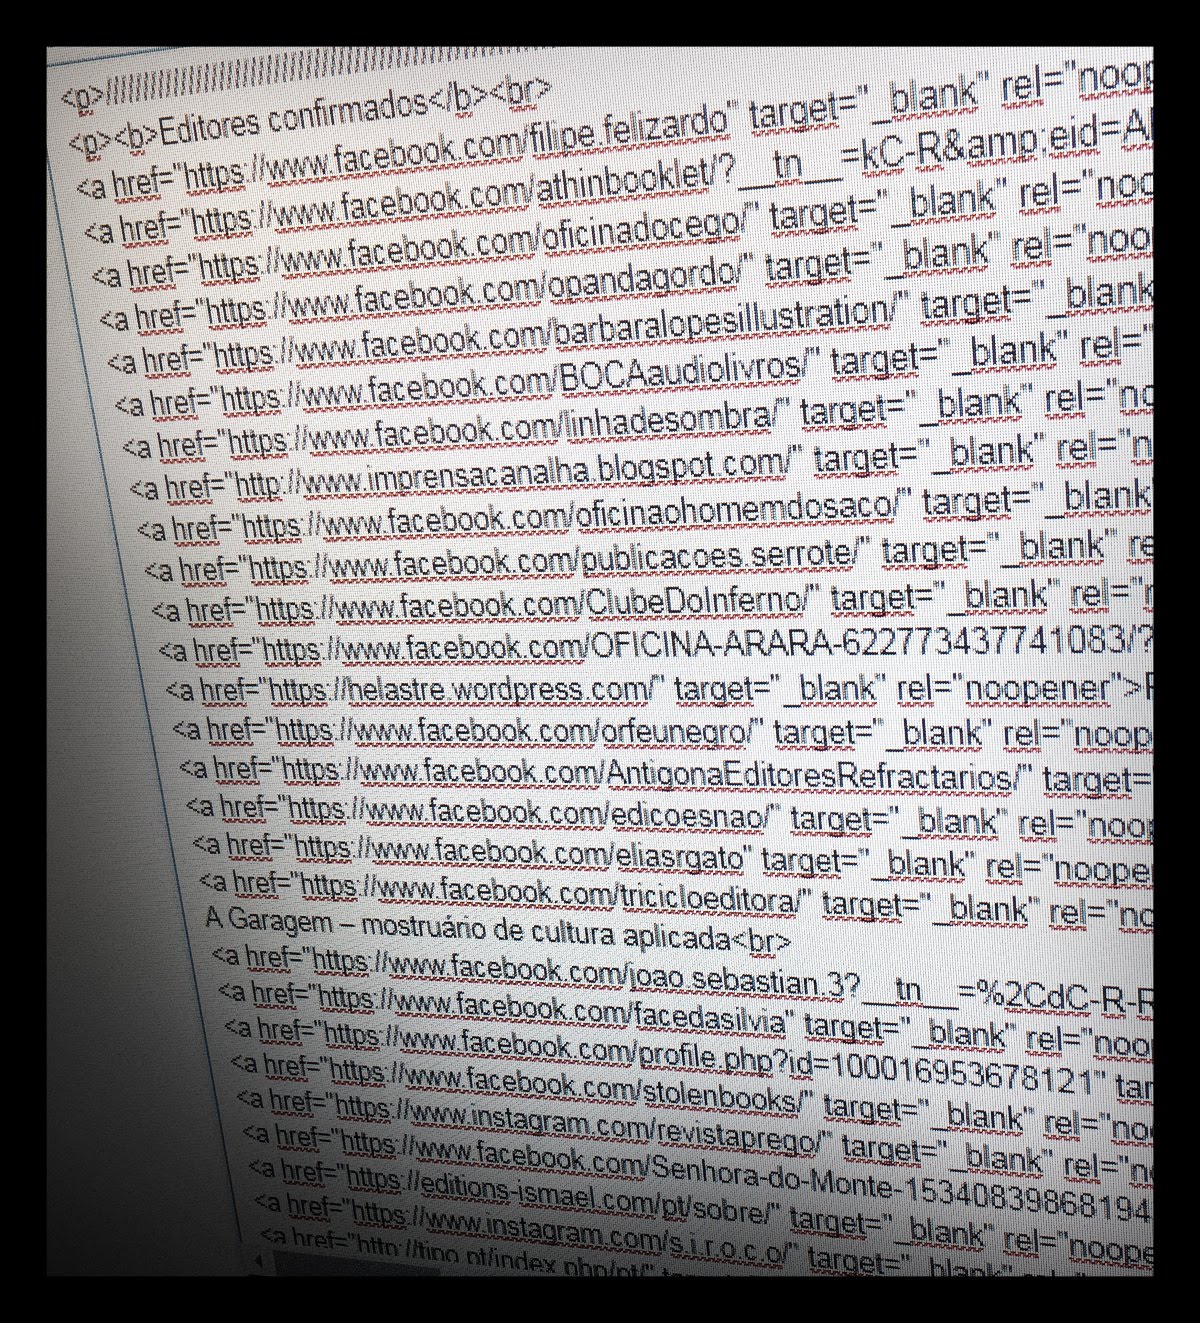 <p>////////////////////////////////////////////////
<p><b>Editores confirmados</b><br>
<a href="https://www.facebook.com/filipe.felizardo" target="_blank" rel="noop
<a href="https://www.facebook.com/athinbooklet/?__tn__=kC-R&amp;eid=A
<a href="https://www.facebook.com/oficinadocego/" target="_blank" rel="noo
<a href="https://www.facebook.com/opandagordo/" target="_blank" rel="noo
<a href="https://www.facebook.com/barbaralopesillustration/" target="_blank
<a href="https://www.facebook.com/BOCAaudiolivros/" target="_blank" rel="
<a href="https://www.facebook.com/linhadesombra/" target="_blank" rel="no
<a href="http://www.imprensacanalha.blogspot.com/" target="_blank" rel="n
<a href="https://www.facebook.com/oficinaohomemdosaco/" target="_blank"
<a href="https://www.facebook.com/publicacoes.serrote/" target="_blank" re
<a href="https://www.facebook.com/ClubeDoInferno/" target="_blank" rel="n
<a href="https://www.facebook.com/OFICINA-ARARA-622773437741083/?
<a href="https://helastre.wordpress.com/" target="_blank" rel="noopener">
<a href="https://www.facebook.com/orfeunegro/" target="_blank" rel="noop
<a href="https://www.facebook.com/AntigonaEditoresRefractarios/" target=
<a href="https://www.facebook.com/edicoesnao/" target="_blank" rel="noop
<a href="https://www.facebook.com/eliasrgato" target="_blank" rel="noope
<a href="https://www.facebook.com/tricicloeditora/" target="_blank" rel="no
A Garagem – mostruário de cultura aplicada<br>
<a href="https://www.facebook.com/joao.sebastian.3?__tn__=%2CdC-R-R
<a href="https://www.facebook.com/facedasilvia" target="_blank" rel="noo
<a href="https://www.facebook.com/profile.php?id=100016953678121" tar
<a href="https://www.facebook.com/stolenbooks/" target="_blank" rel="no
<a href="https://www.instagram.com/revistaprego/" target="_blank" rel="n
<a href="https://www.facebook.com/Senhora-do-Monte-15340839868194
<a href="https://editions-ismael.com/pt/sobre/" target="_blank" rel="noope
<a href="https://www.instagram.com/s.i.r.o.c.o/" target="_blank" rel=
<a href="http://tipo.pt/index.php/pt/"